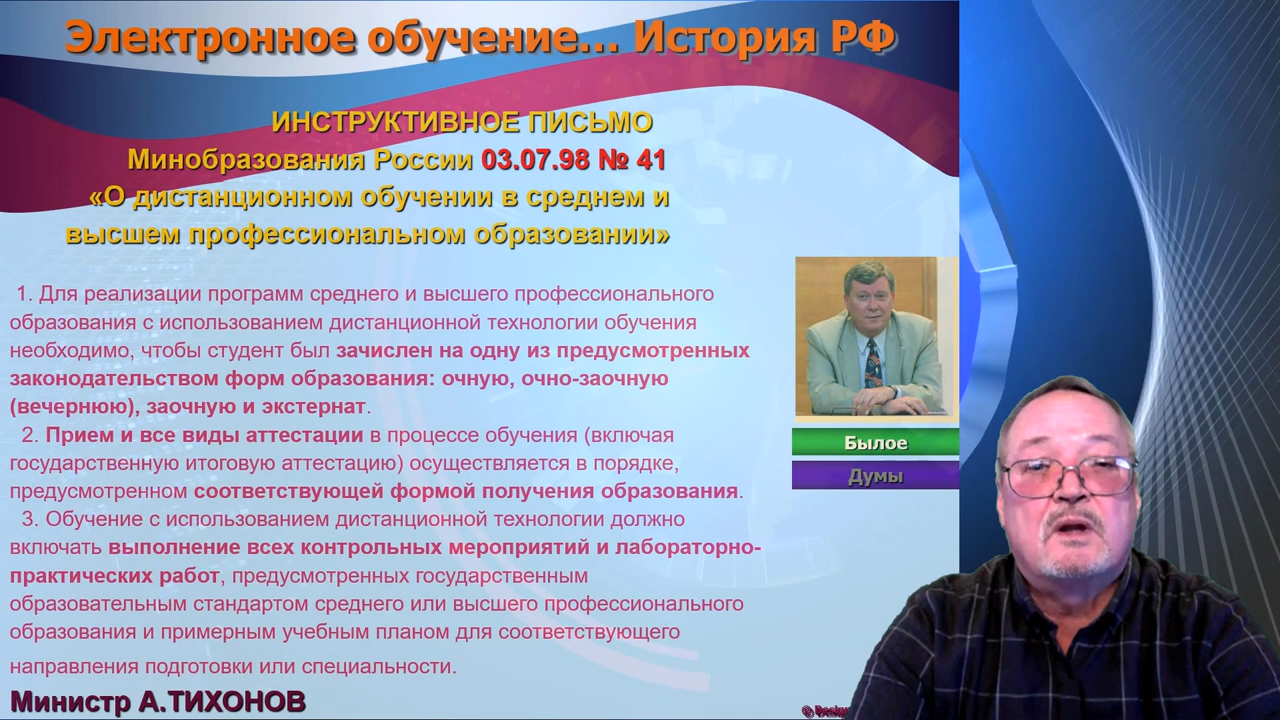 Электронное обучение... История РФ
ИНСТРУКТИВНОЕ ПИСЬМО
Минобразования России 03.07.98 № 41
«О дистанционном обучении в среднем и
высшем профессиональном образовании»
1. Для реализации программ среднего и высшего профессионального
образования с использованием дистанционной технологии обучения
необходимо, чтобы студент был зачислен на одну из предусмотренных
законодательством форм образования: очную, очно-заочную
(вечернюю), заочную и экстернат.
2. Прием и все виды аттестации в процессе обучения (включая
государственную итоговую аттестацию) осуществляется в порядке,
предусмотренном соответствующей формой получения образования.
3. Обучение с использованием дистанционной технологии должно
включать выполнение всех контрольных мероприятий и лабораторно-
практических работ, предусмотренных государственным
образовательным стандартом среднего или высшего профессионального
образования и примерным учебным планом для соответствующего
направления подготовки или специальности.
Министр А.ТИХОНОВ
Былое
Думы